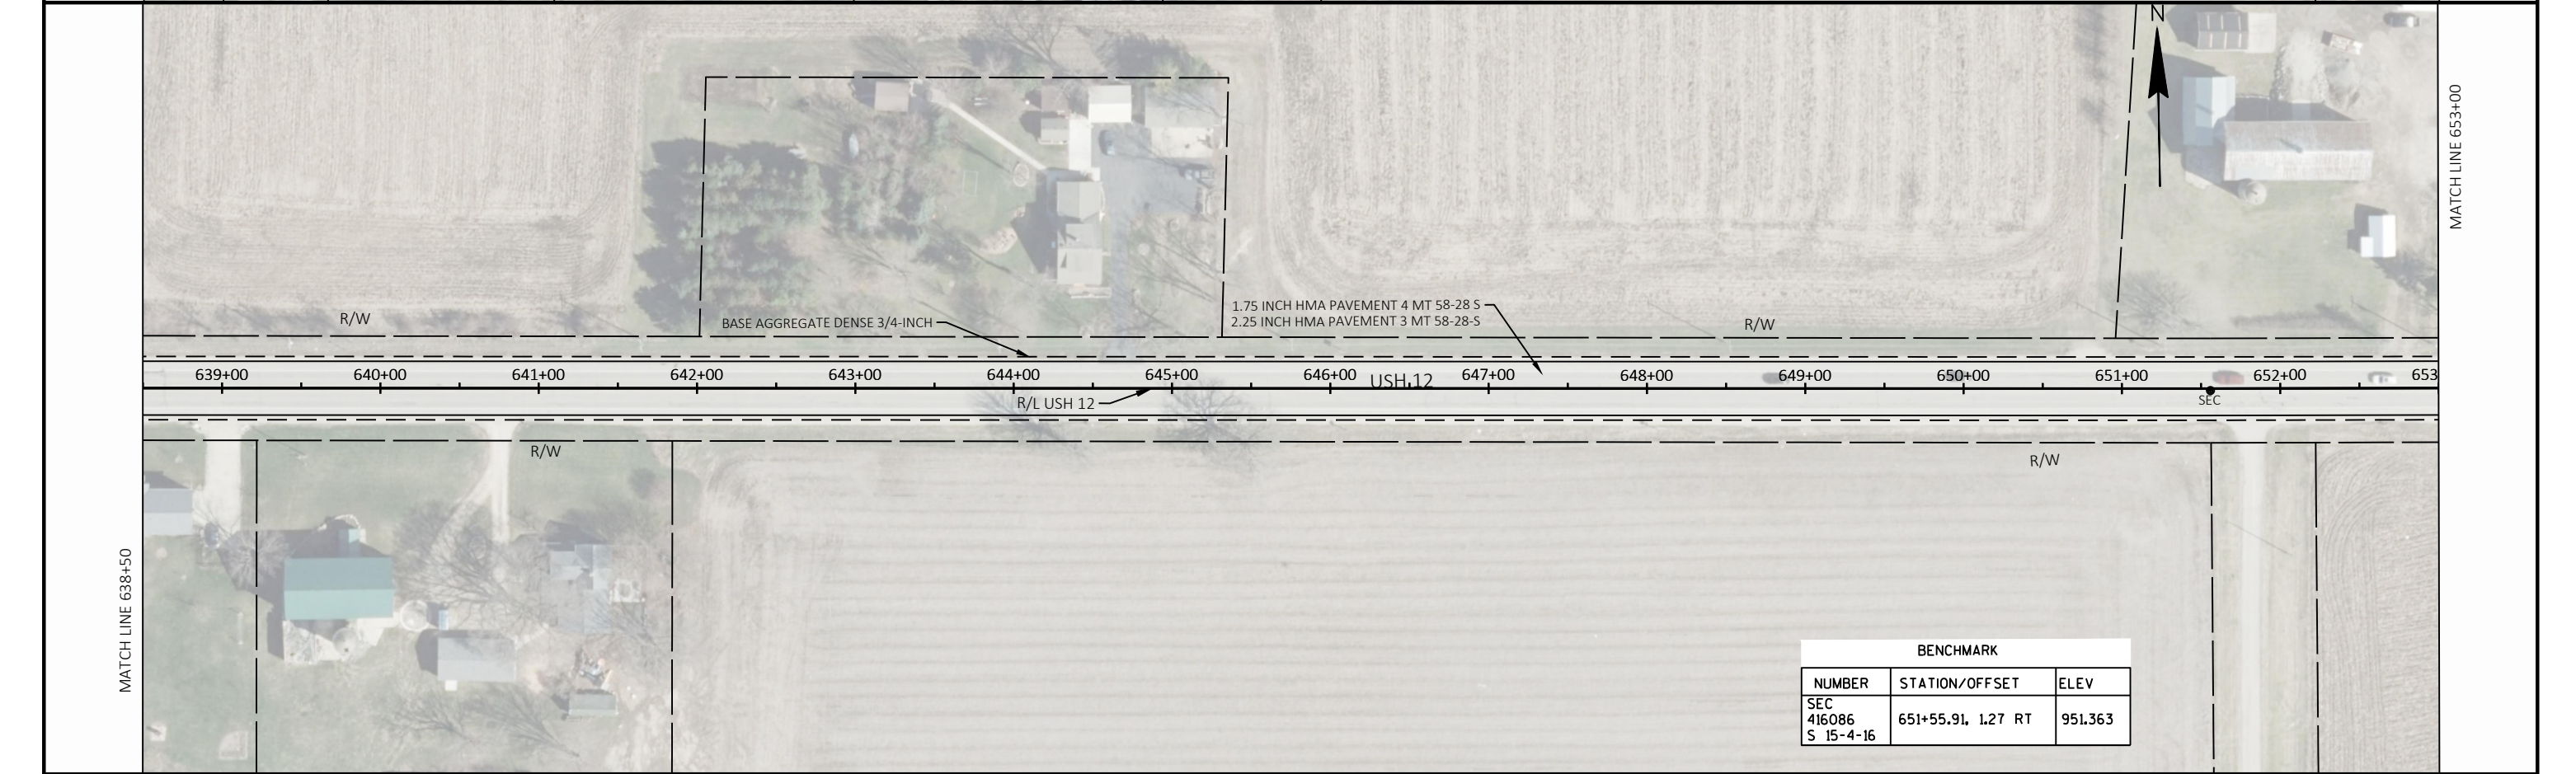 N
MATCH LINE 653+00
R/W
BASE AGGREGATE DENSE 3/4-INCH
1.75 INCH HMA PAVEMENT 4 MT 58-28 S
2.25 INCH HMA PAVEMENT 3 MT 58-28-S
R/W
639+00 640+00 641+00 642+00 643+00 644+00 645+00 646+00 USH 12 647+00 648+00 649+00 650+00 651+00 652+00 653
R/L USH 12
SEC
R/W
R/W
MATCH LINE 638+50
BENCHMARK
NUMBER STATION/OFFSET ELEV
SEC
416086 651+55.91, 1.27 RT 951.363
S 15-4-16